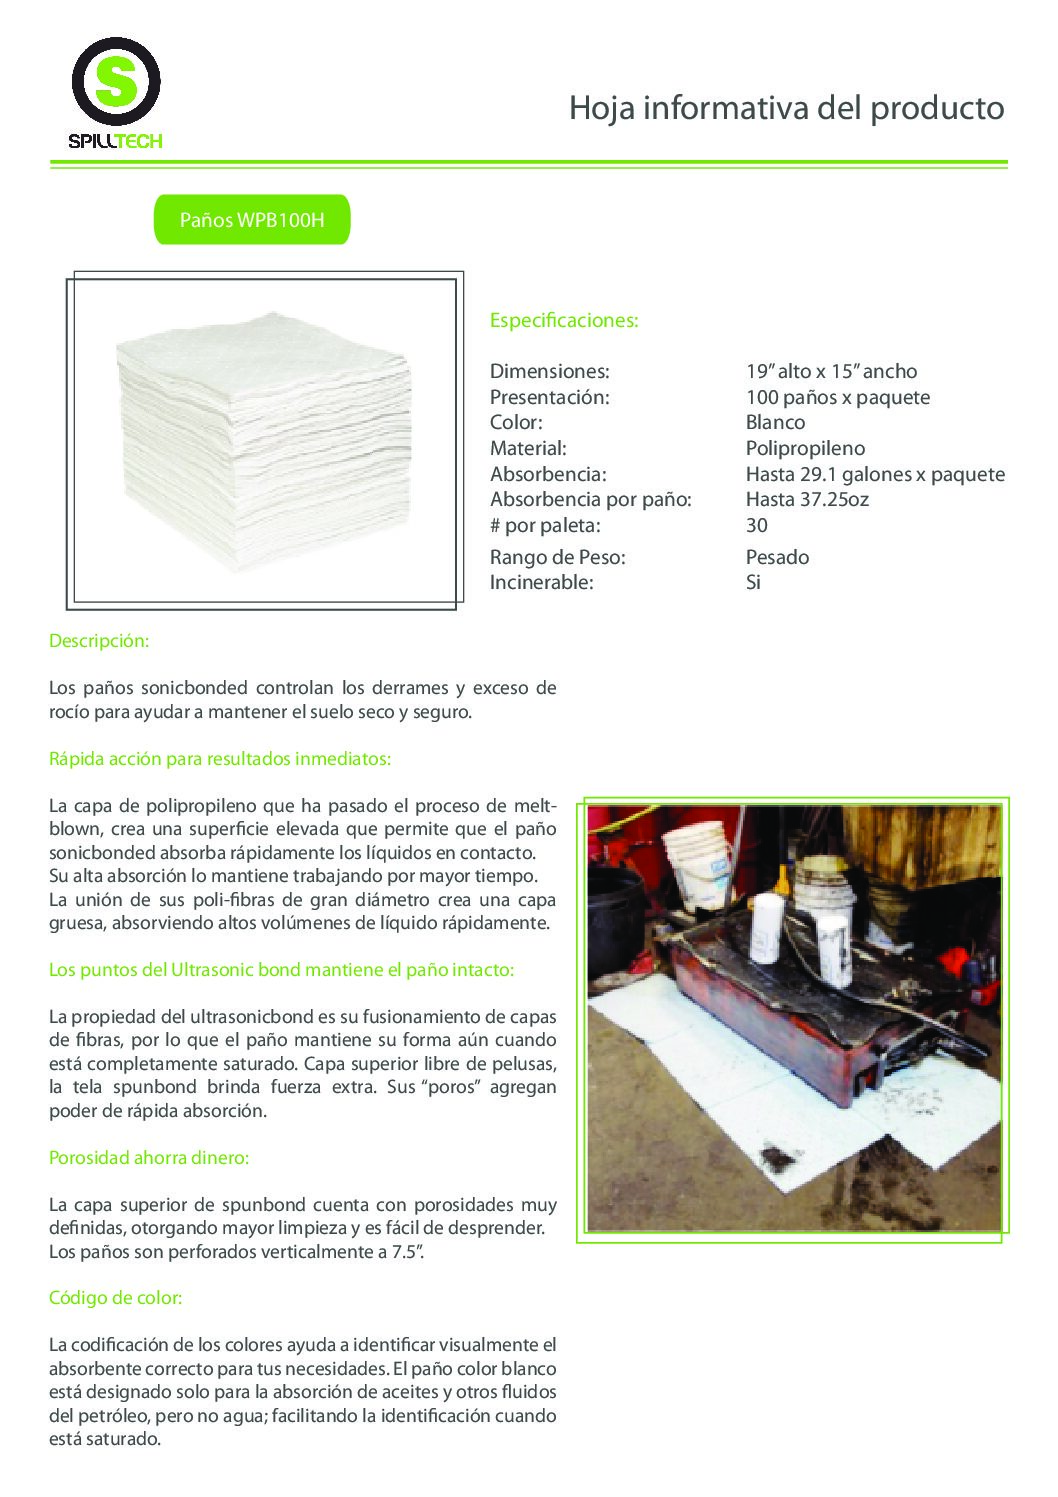 S
SPILLTECH
Hoja informativa del producto
Paños WPB100H
Especificaciones:
Dimensiones: 19” alto x 15” ancho
Presentación: 100 paños x paquete
Color: Blanco
Material: Polipropileno
Absorbencia: Hasta 29.1 galones x paquete
Absorbencia por paño: Hasta 37.25oz
# por paleta: 30
Rango de Peso: Pesado
Incinerable: Si
Descripción:
Los paños sonicbonded controlan los derrames y exceso de
rocío para ayudar a mantener el suelo seco y seguro.
Rápida acción para resultados inmediatos:
La capa de polipropileno que ha pasado el proceso de melt-
blown, crea una superficie elevada que permite que el paño
sonicbonded absorba rápidamente los líquidos en contacto.
Su alta absorción lo mantiene trabajando por mayor tiempo.
La unión de sus poli-fibras de gran diámetro crea una capa
gruesa, absorviendo altos volúmenes de líquido rápidamente.
Los puntos del Ultrasonic bond mantiene el paño intacto:
La propiedad del ultrasonicbond es su fusionamiento de capas
de fibras, por lo que el paño mantiene su forma aún cuando
está completamente saturado. Capa superior libre de pelusas,
la tela spunbond brinda fuerza extra. Sus “poros” agregan
poder de rápida absorción.
Porosidad ahorra dinero:
La capa superior de spunbond cuenta con porosidades muy
definidas, otorgando mayor limpieza y es fácil de desprender.
Los paños son perforados verticalmente a 7.5”.
Código de color:
La codificación de los colores ayuda a identificar visualmente el
absorbente correcto para tus necesidades. El paño color blanco
está designado solo para la absorción de aceites y otros fluidos
del petróleo, pero no agua; facilitando la identificación cuando
está saturado.